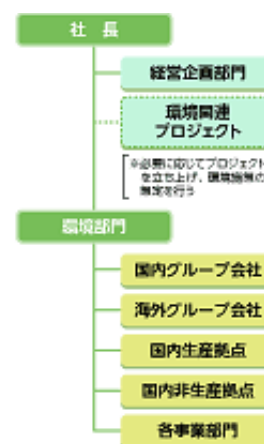 社 長
経営企画部門
環境関連
プロジェクト
※必要に応じてプロジェクト
を立ち上げ、環境施策の
策定を行う
環境部門
国内グループ会社
海外グループ会社
国内生産拠点
国内非生産拠点
各事業部門